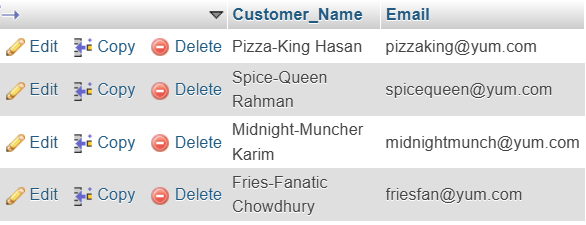 Customer_Name Email
Edit Copy Delete Pizza-King Hasan pizzaking@yum.com
Edit Copy Delete Spice-Queen Rahman spicequeen@yum.com
Edit Copy Delete Midnight-Muncher Karim midnightmunch@yum.com
Edit Copy Delete Fries-Fanatic Chowdhury friesfan@yum.com